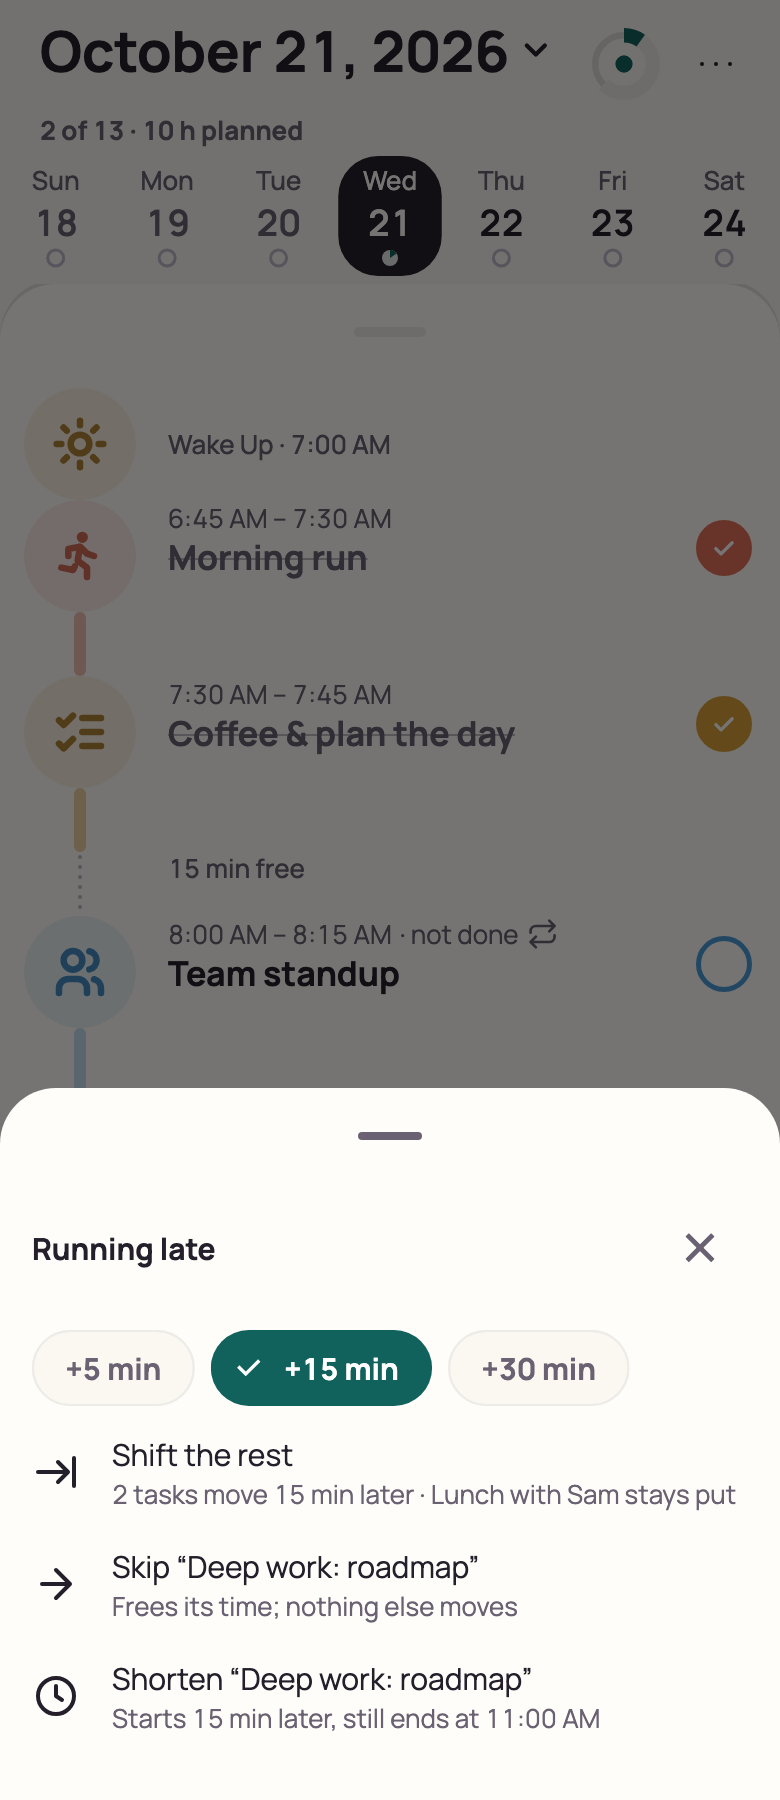 October 21, 2026
2 of 13 · 10 h planned
Sun Mon Tue Wed Thu Fri Sat
18 19 20 21 22 23 24
Wake Up · 7:00 AM
6:45 AM – 7:30 AM
Morning run
7:30 AM – 7:45 AM
Coffee & plan the day
15 min free
8:00 AM – 8:15 AM · not done
Team standup
Running late
+5 min +15 min +30 min
Shift the rest
2 tasks move 15 min later · Lunch with Sam stays put
Skip “Deep work: roadmap”
Frees its time; nothing else moves
Shorten “Deep work: roadmap”
Starts 15 min later, still ends at 11:00 AM